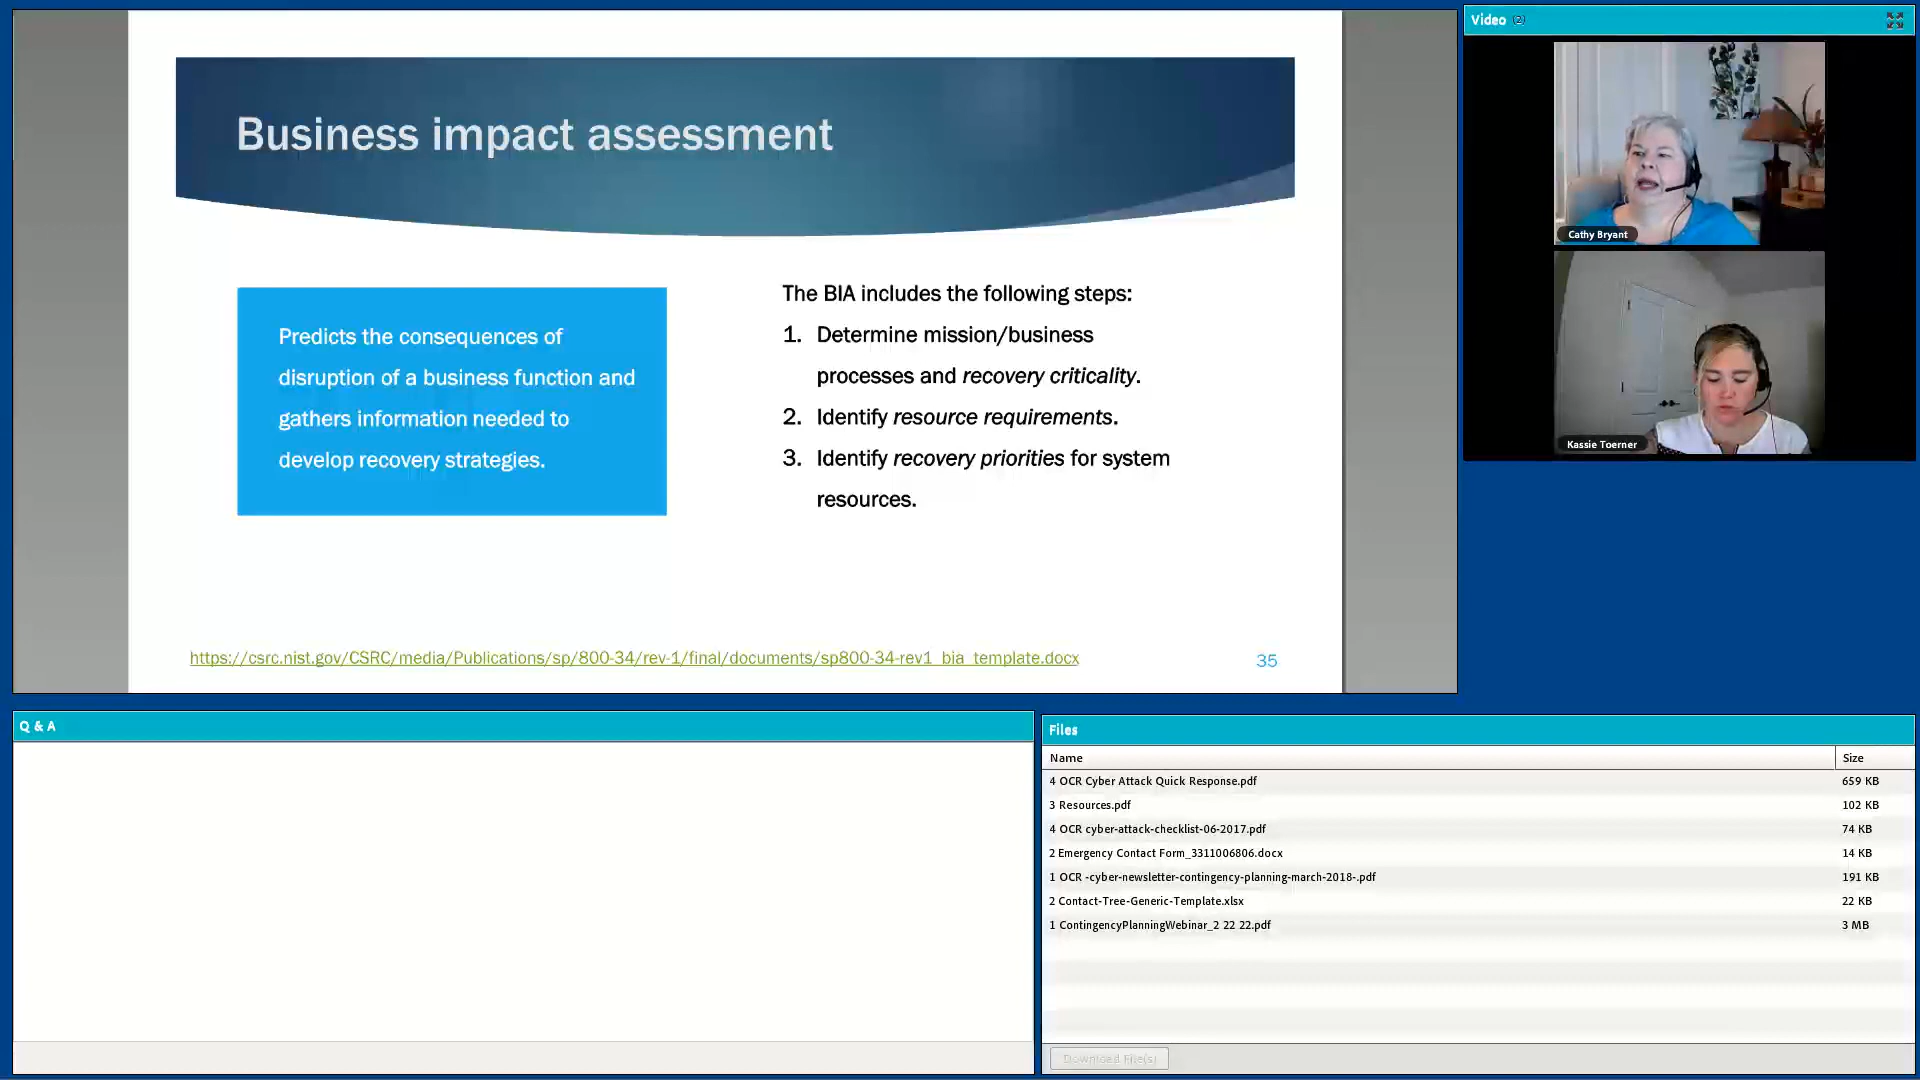 Business impact assessment
Predicts the consequences of
disruption of a business function and
gathers information needed to
develop recovery strategies.
The BIA includes the following steps:
1. Determine mission/business
processes and recovery criticality.
2. Identify resource requirements.
3. Identify recovery priorities for system
resources.
https://csrc.nist.gov/CSRC/media/Publications/sp/800-34/rev-1/final/documents/sp800-34-rev1_bia_template.docx
35
Video (2)
Cathy Bryant
Kassie Toerner
Q & A
Files
Name Size
4 OCR Cyber Attack Quick Response.pdf 659 KB
3 Resources.pdf 102 KB
4 OCR cyber-attack-checklist-06-2017.pdf 74 KB
2 Emergency Contact Form_3311006806.docx 14 KB
1 OCR -cyber-newsletter-contingency-planning-march-2018-.pdf 191 KB
2 Contact-Tree-Generic-Template.xlsx 22 KB
1 ContingencyPlanningWebinar_2 22 22.pdf 3 MB
Download File(s)